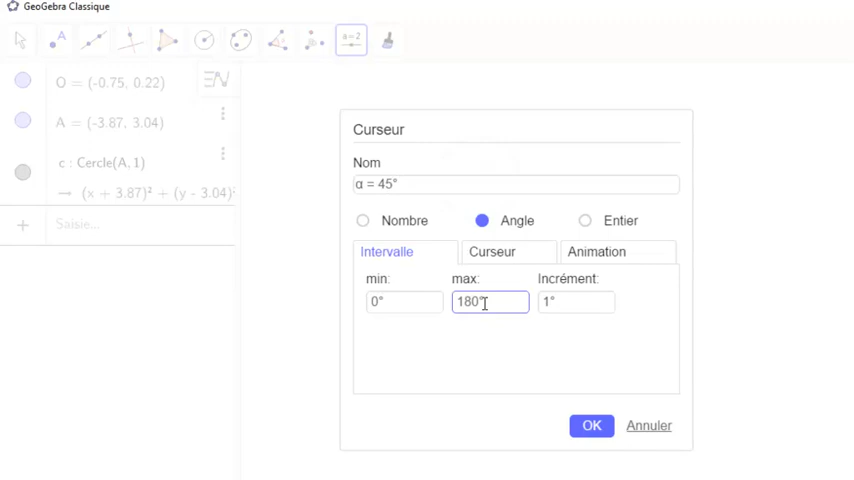 GeoGebra Classique
A
a=2
O = (-0.75, 0.22)
A = (-3.87, 3.04)
c : Cercle(A, 1)
→ (x + 3.87)² + (y - 3.04)²
+ Saisie...
Curseur
Nom
α = 45°
Nombre Angle Entier
Intervalle Curseur Animation
min: max: Incrément:
0° 180° 1°
OK Annuler